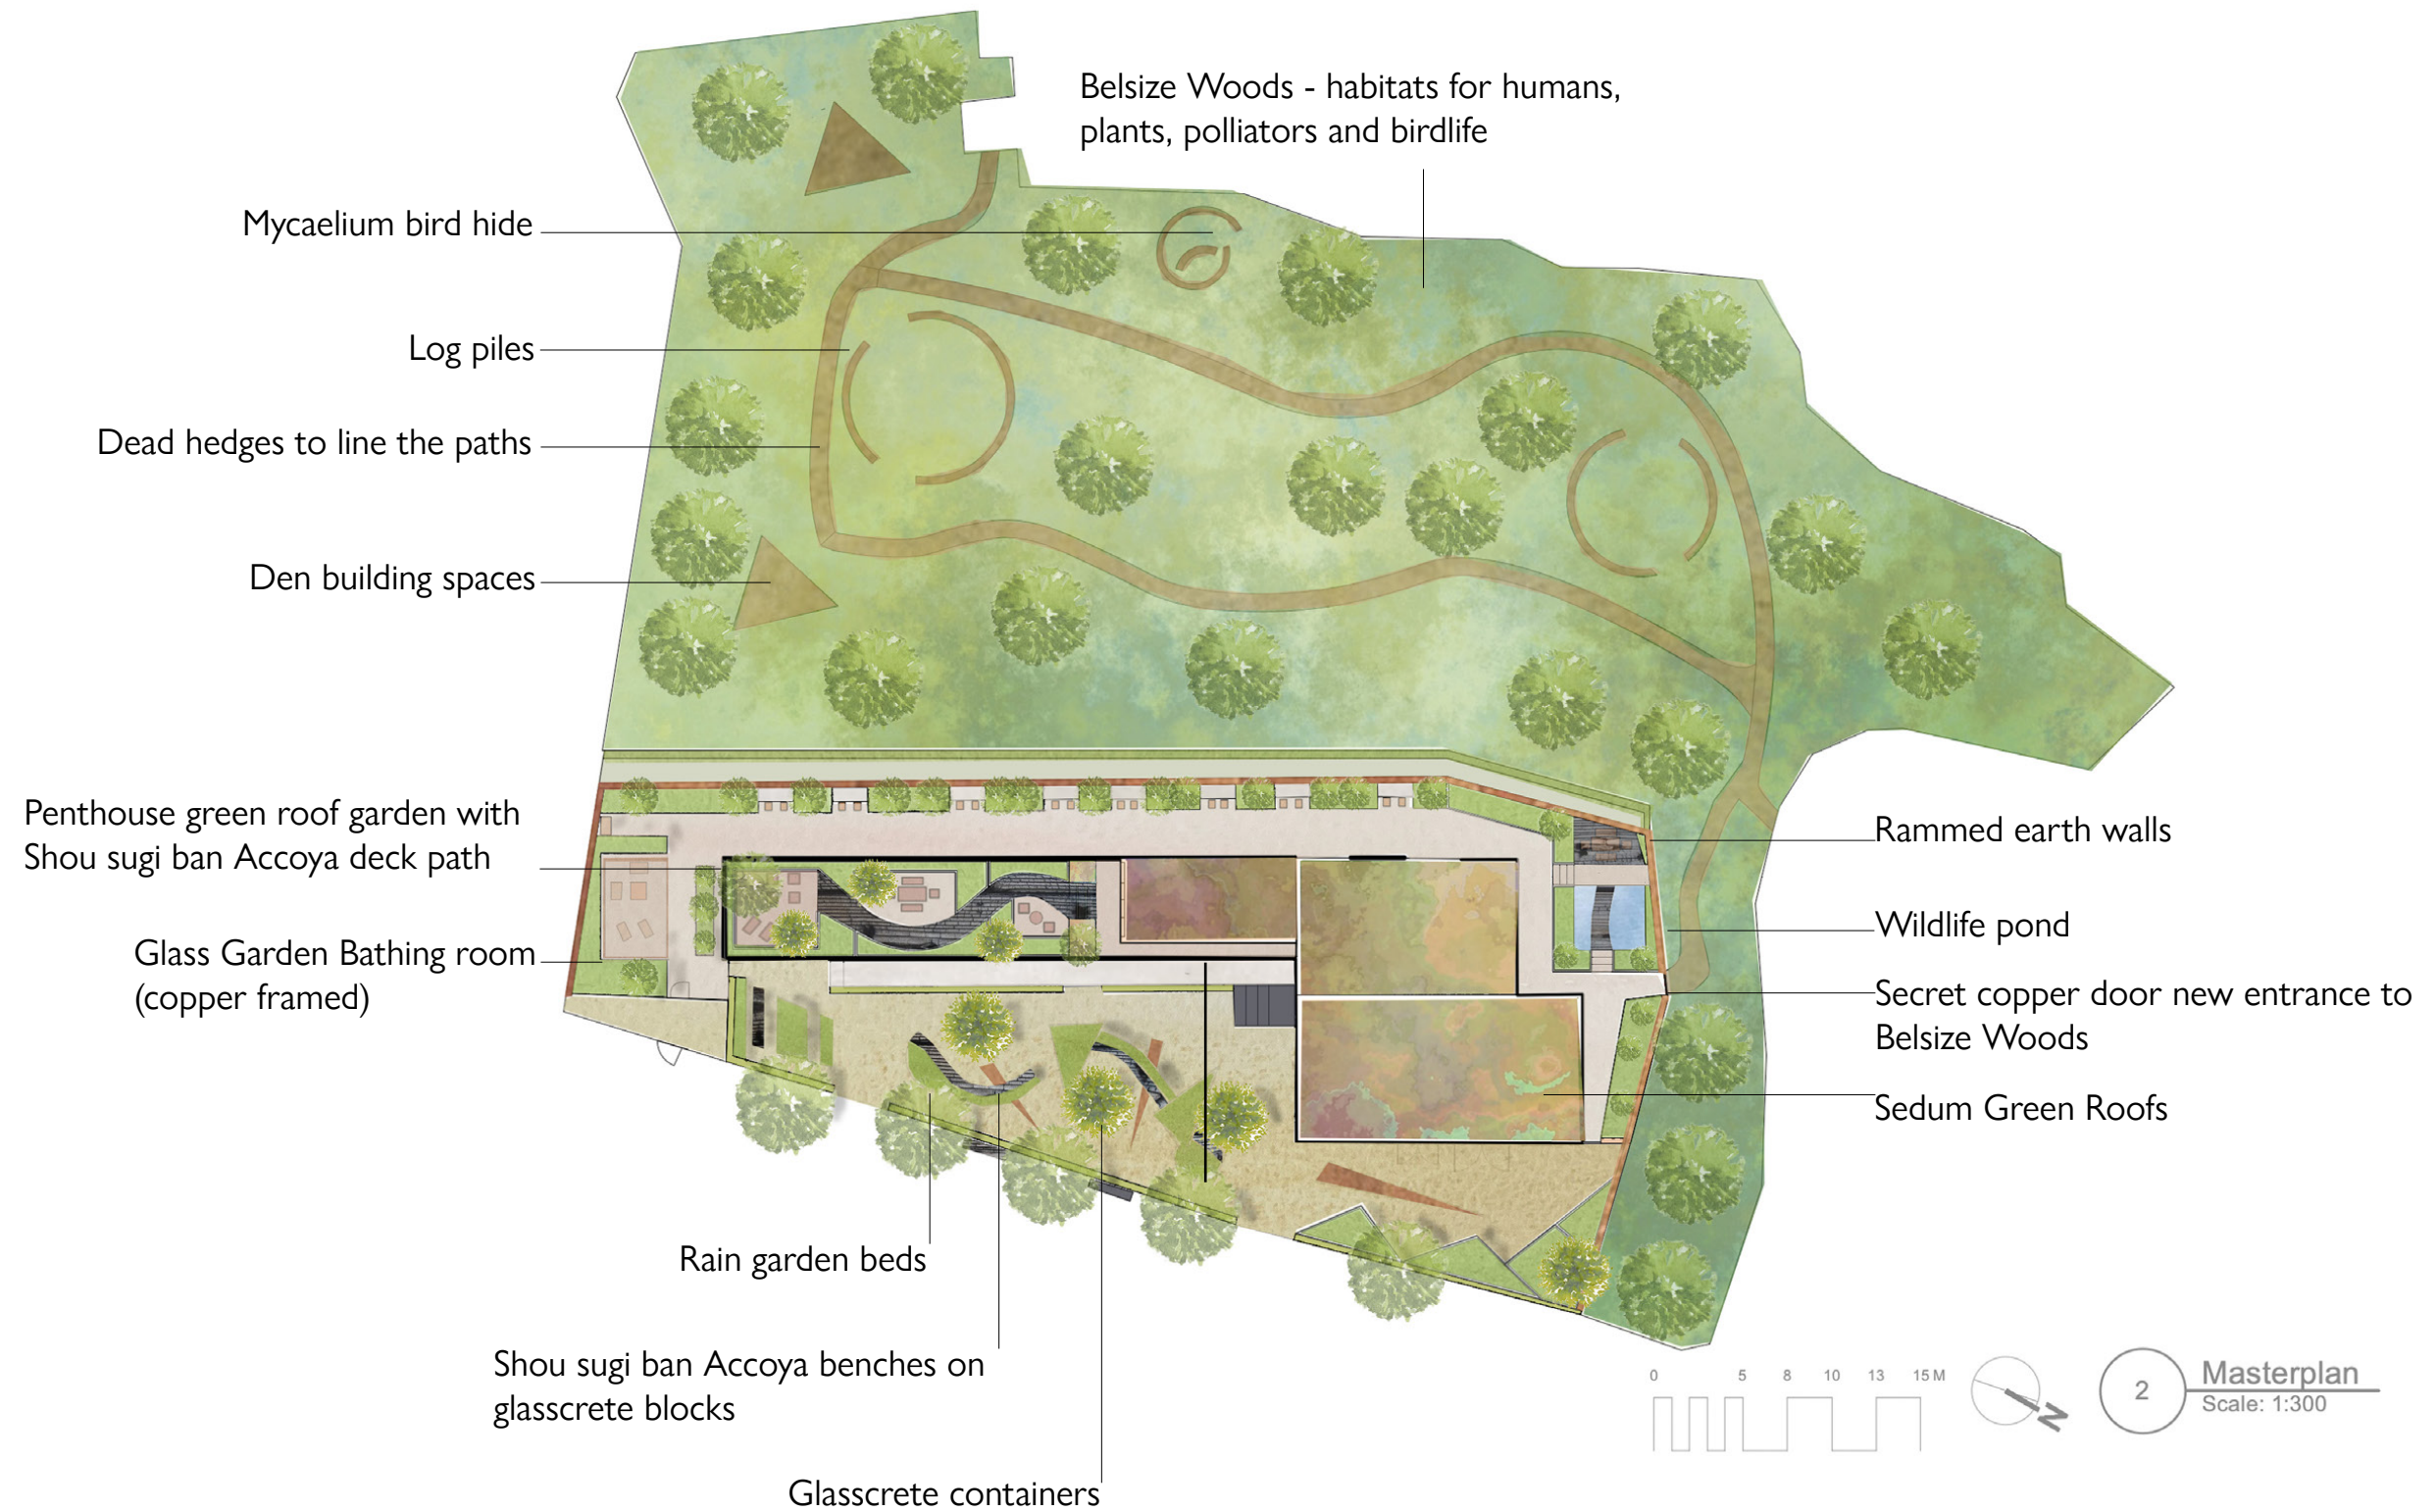 Belsize Woods - habitats for humans,
plants, polliators and birdlife
Mycaelium bird hide
Log piles
Dead hedges to line the paths
Den building spaces
Penthouse green roof garden with
Shou sugi ban Accoya deck path
Glass Garden Bathing room
(copper framed)
Rammed earth walls
Wildlife pond
Secret copper door new entrance to
Belsize Woods
Sedum Green Roofs
Rain garden beds
Shou sugi ban Accoya benches on
glasscrete blocks
Glasscrete containers
0 5 8 10 13 15 M
N
2
Masterplan
Scale: 1:300